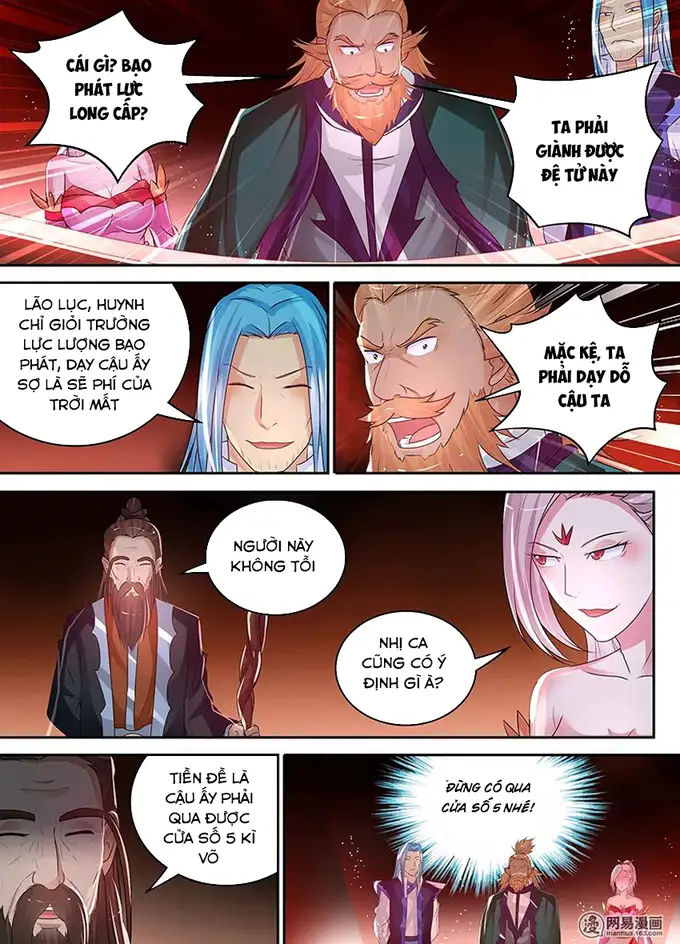 CÁI GÌ? BẠO
PHÁT LỰC
LONG CẤP?
TA PHẢI
GIÀNH ĐƯỢC
ĐỆ TỬ NÀY
LÃO LỤC, HUYNH
CHỈ GIỎI TRƯỜNG
LỰC LƯỢNG BẠO
PHÁT, DẠY CẬU ẤY
SỢ LÀ SẼ PHÍ CỦA
TRỜI MẤT
MẶC KỆ, TA
PHẢI DẠY DỖ
CẬU TA
NGƯỜI NÀY
KHÔNG TỒI
NHỊ CA
CŨNG CÓ Ý
ĐỊNH GÌ À?
TIỀN ĐỀ LÀ
CẬU ẤY PHẢI
QUA ĐƯỢC
CỬA SỐ 5 KÌ
VÕ
ĐỪNG CÓ QUA
CỬA SỐ 5 NHÉ!
网易漫画
manhua.163.com